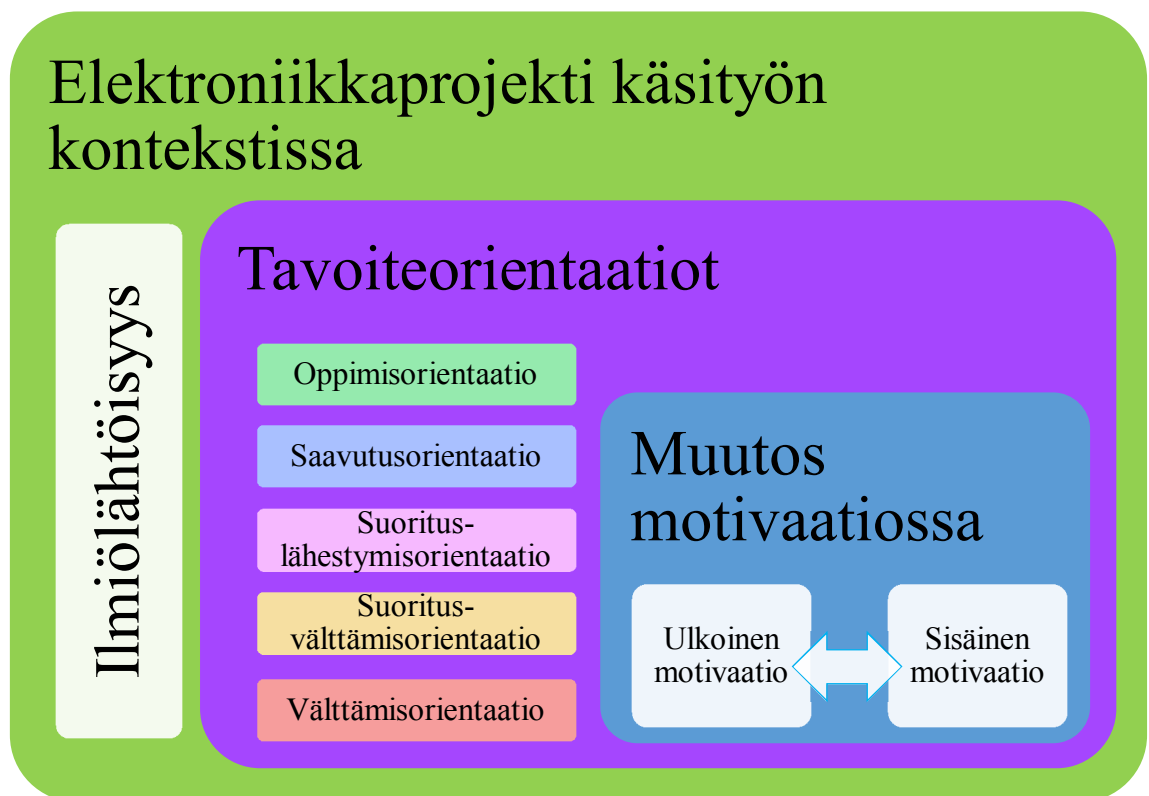 Elektroniikkaprojekti käsityön
kontekstissa
Ilmiölähtöisyys
Tavoiteorientaatiot
Oppimisorientaatio
Saavutusorientaatio
Suoritus-
lähestymisorientaatio
Suoritus-
välttämisorientaatio
Välttämisorientaatio
Muutos
motivaatiossa
Ulkoinen
motivaatio
Sisäinen
motivaatio